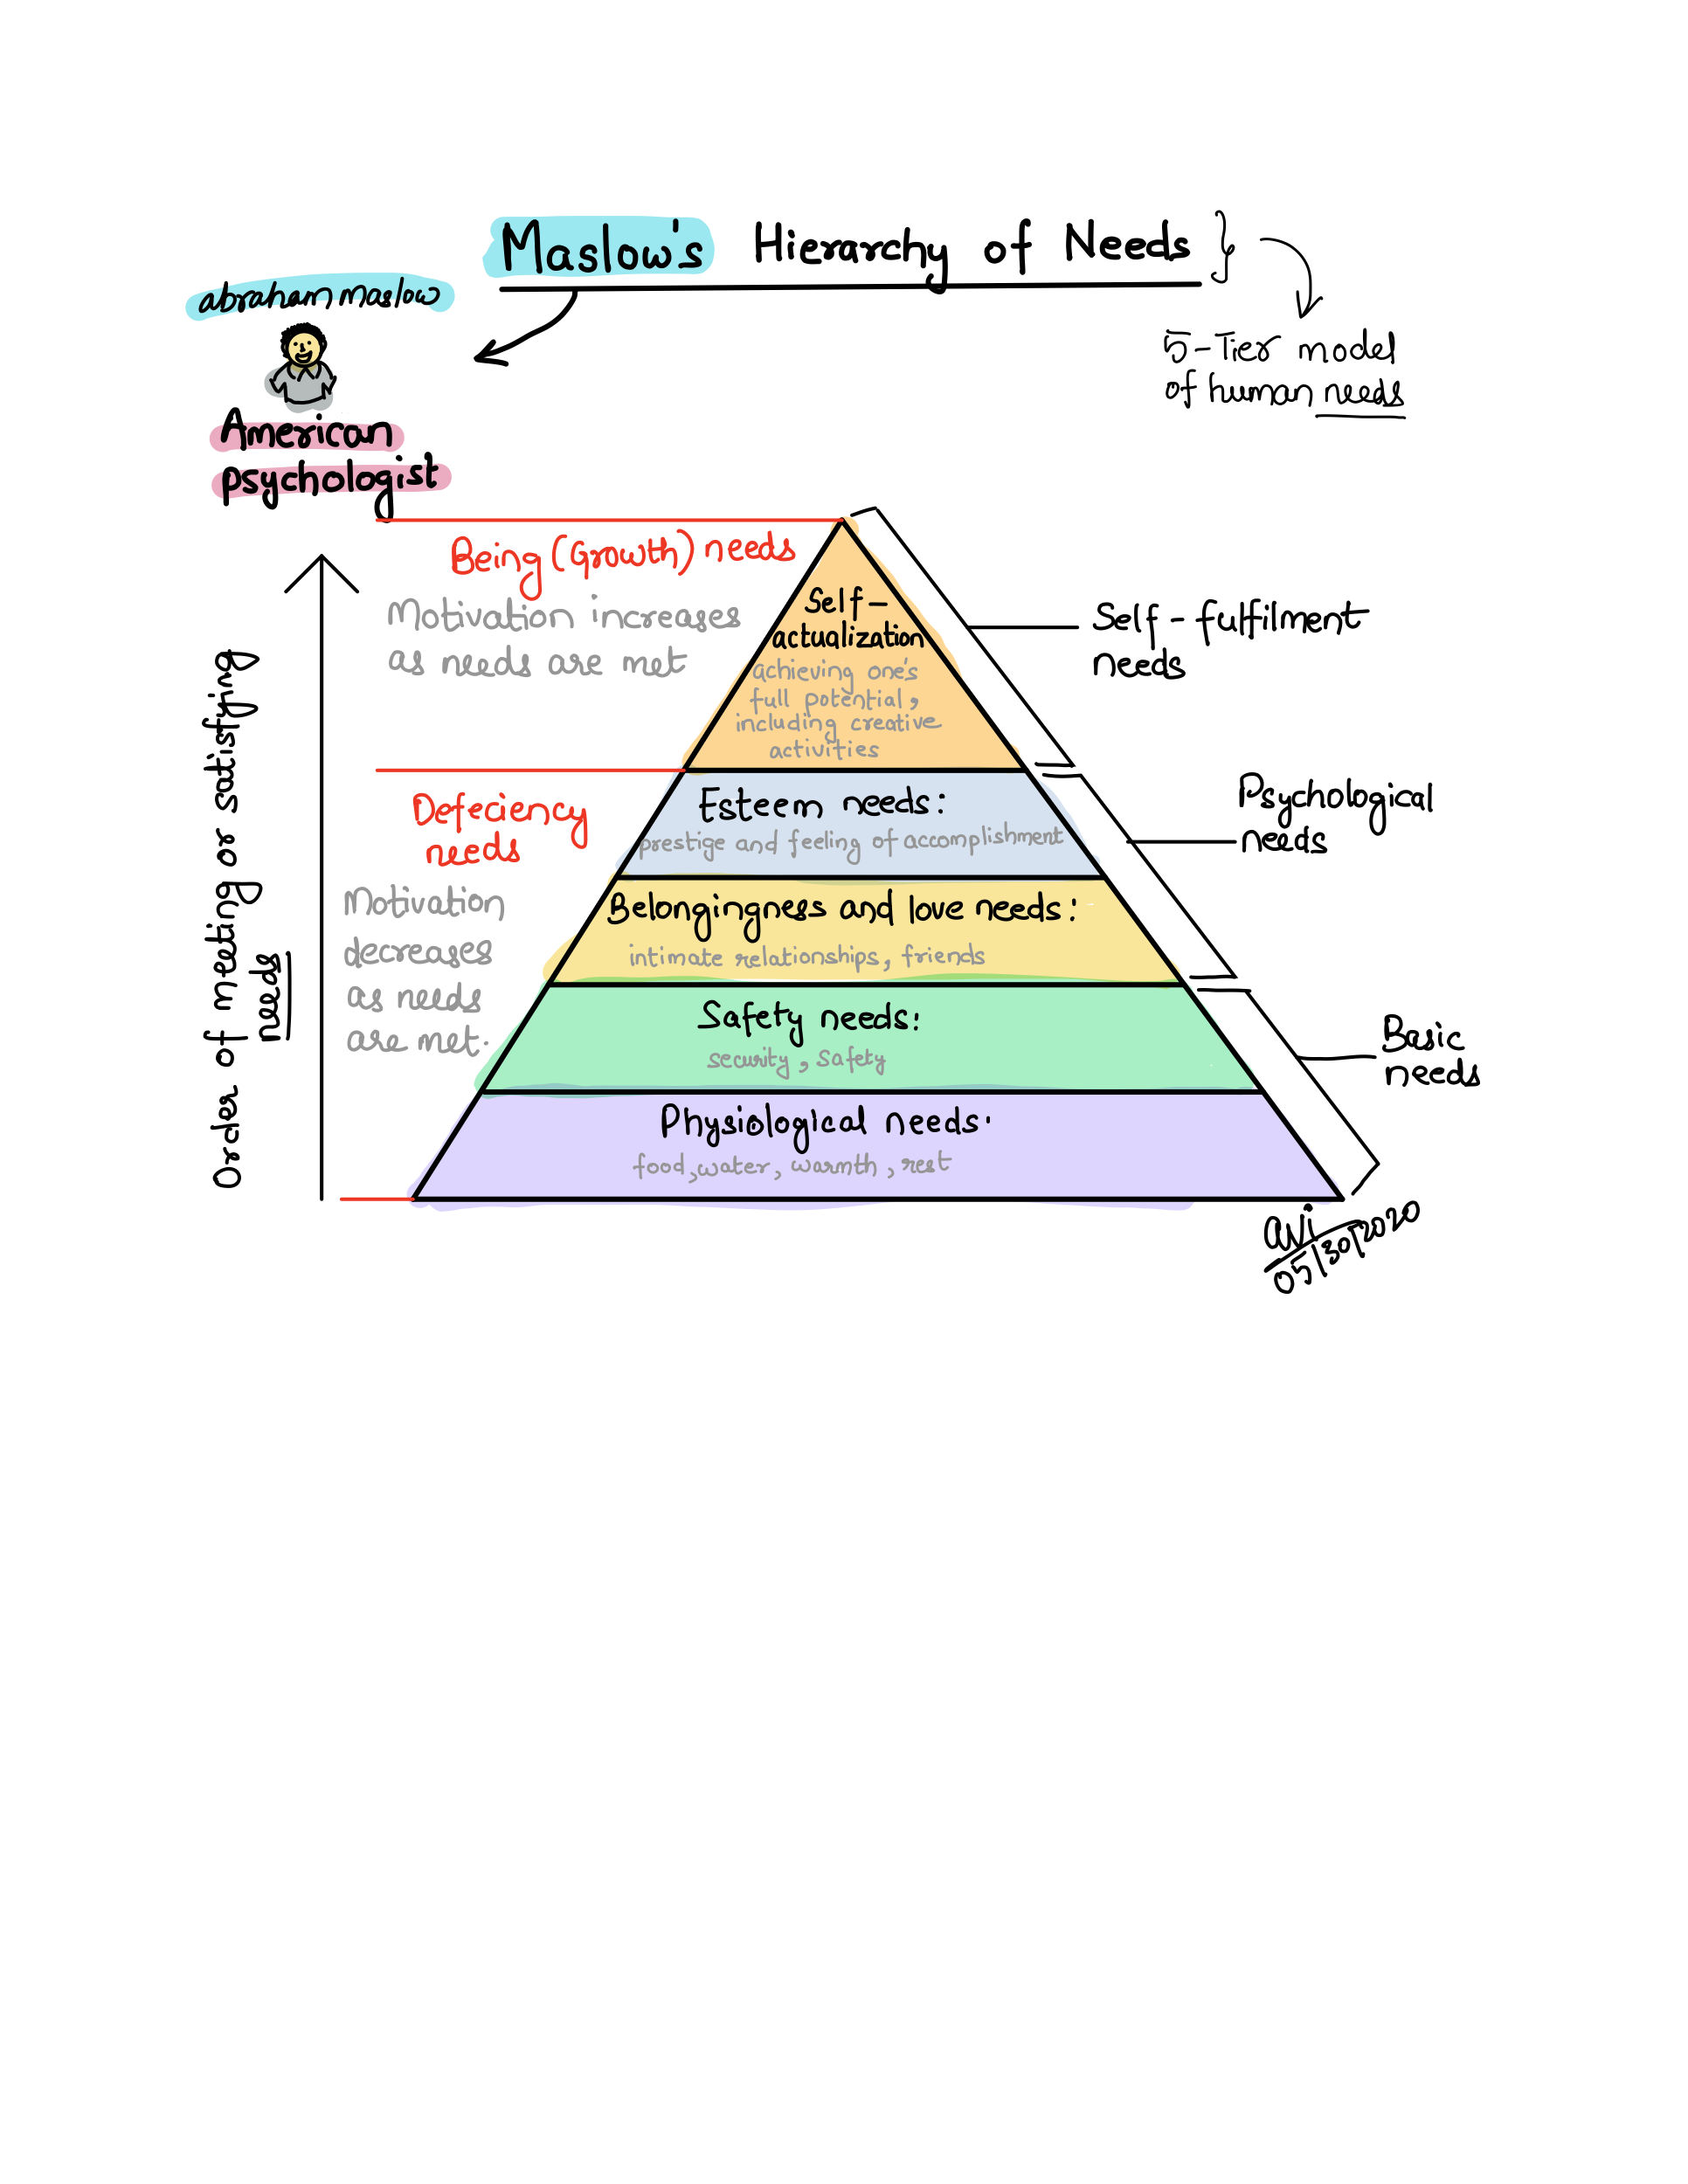 Maslow's Hierarchy of Needs }
abraham maslow
American
psychologist
5-Tier model
of human needs
Being (Growth) needs
Motivation increases
as needs are met
Defeciency
needs
Motivation
decreases
as needs
are met.
Order of meeting or satisfying
needs
Self-
actualization
achieving one's
full potential,
including creative
activities
Esteem needs:
prestige and feeling of accomplishment
Belongingness and love needs:
intimate relationships, friends
Safety needs:
security, safety
Physiological needs.
food, water, warmth, rest
Self-fulfilment
needs
Psychological
needs
Basic
needs
avi
05/30/2020